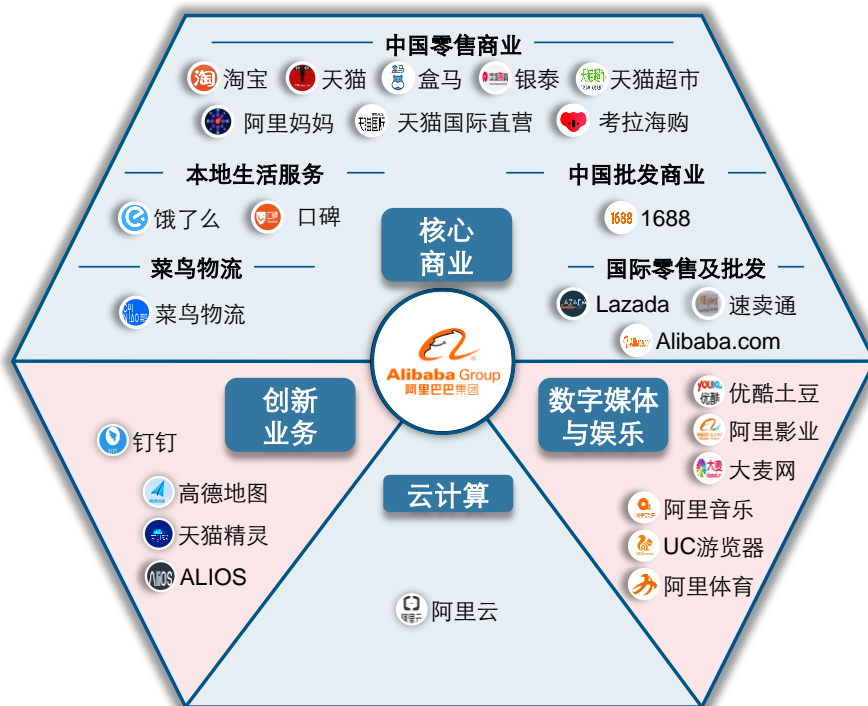 中国零售商业
淘宝 天猫 盒马 银泰 天猫超市
阿里妈妈 天猫国际直营 考拉海购
本地生活服务 中国批发商业
饿了么 口碑 1688 1688
核心
商业
菜鸟物流 国际零售及批发
菜鸟物流 Lazada 速卖通
Alibaba.com
Alibaba Group
阿里巴巴集团
创新
业务
钉钉
高德地图
天猫精灵
ALIOS
云计算
阿里云
数字媒体
与娱乐
优酷土豆
阿里影业
大麦网
阿里音乐
UC游览器
阿里体育